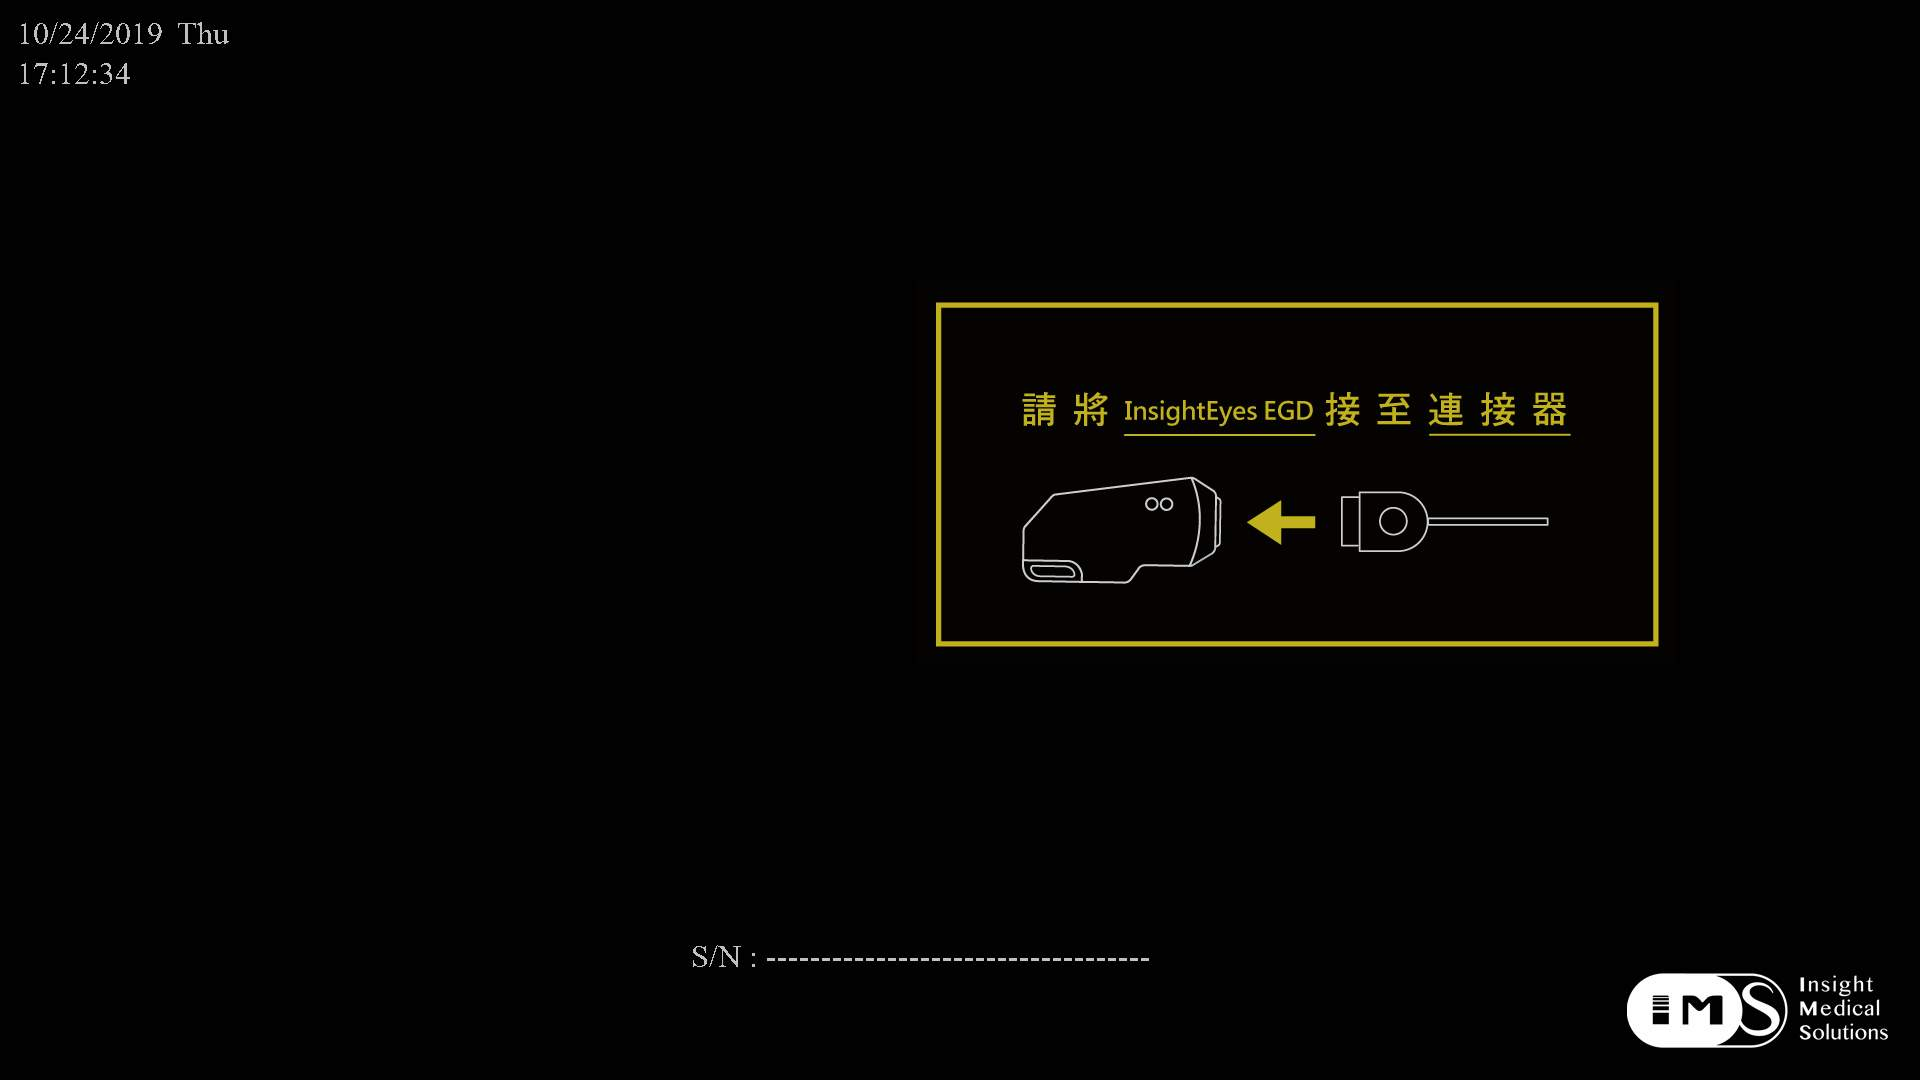 10/24/2019 Thu
17:12:34
請將 InsightEyes EGD 接至連接器
S/N : -----------------------------------
IMS
Insight
Medical
Solutions